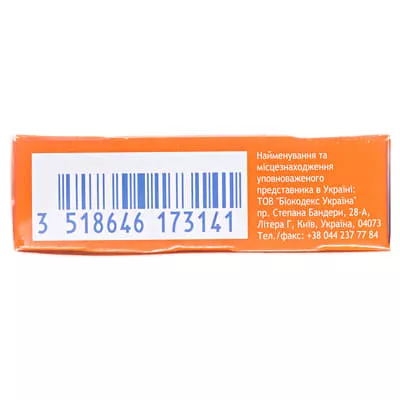 3 518646 173141
Найменування та
місцезнаходження
уповноваженого
представника в Україні:
ТОВ "Біокодекс Україна"
пр. Степана Бандери, 28-А,
Літера Г, Київ, Україна, 04073
Тел./факс: +38 044 237 77 84